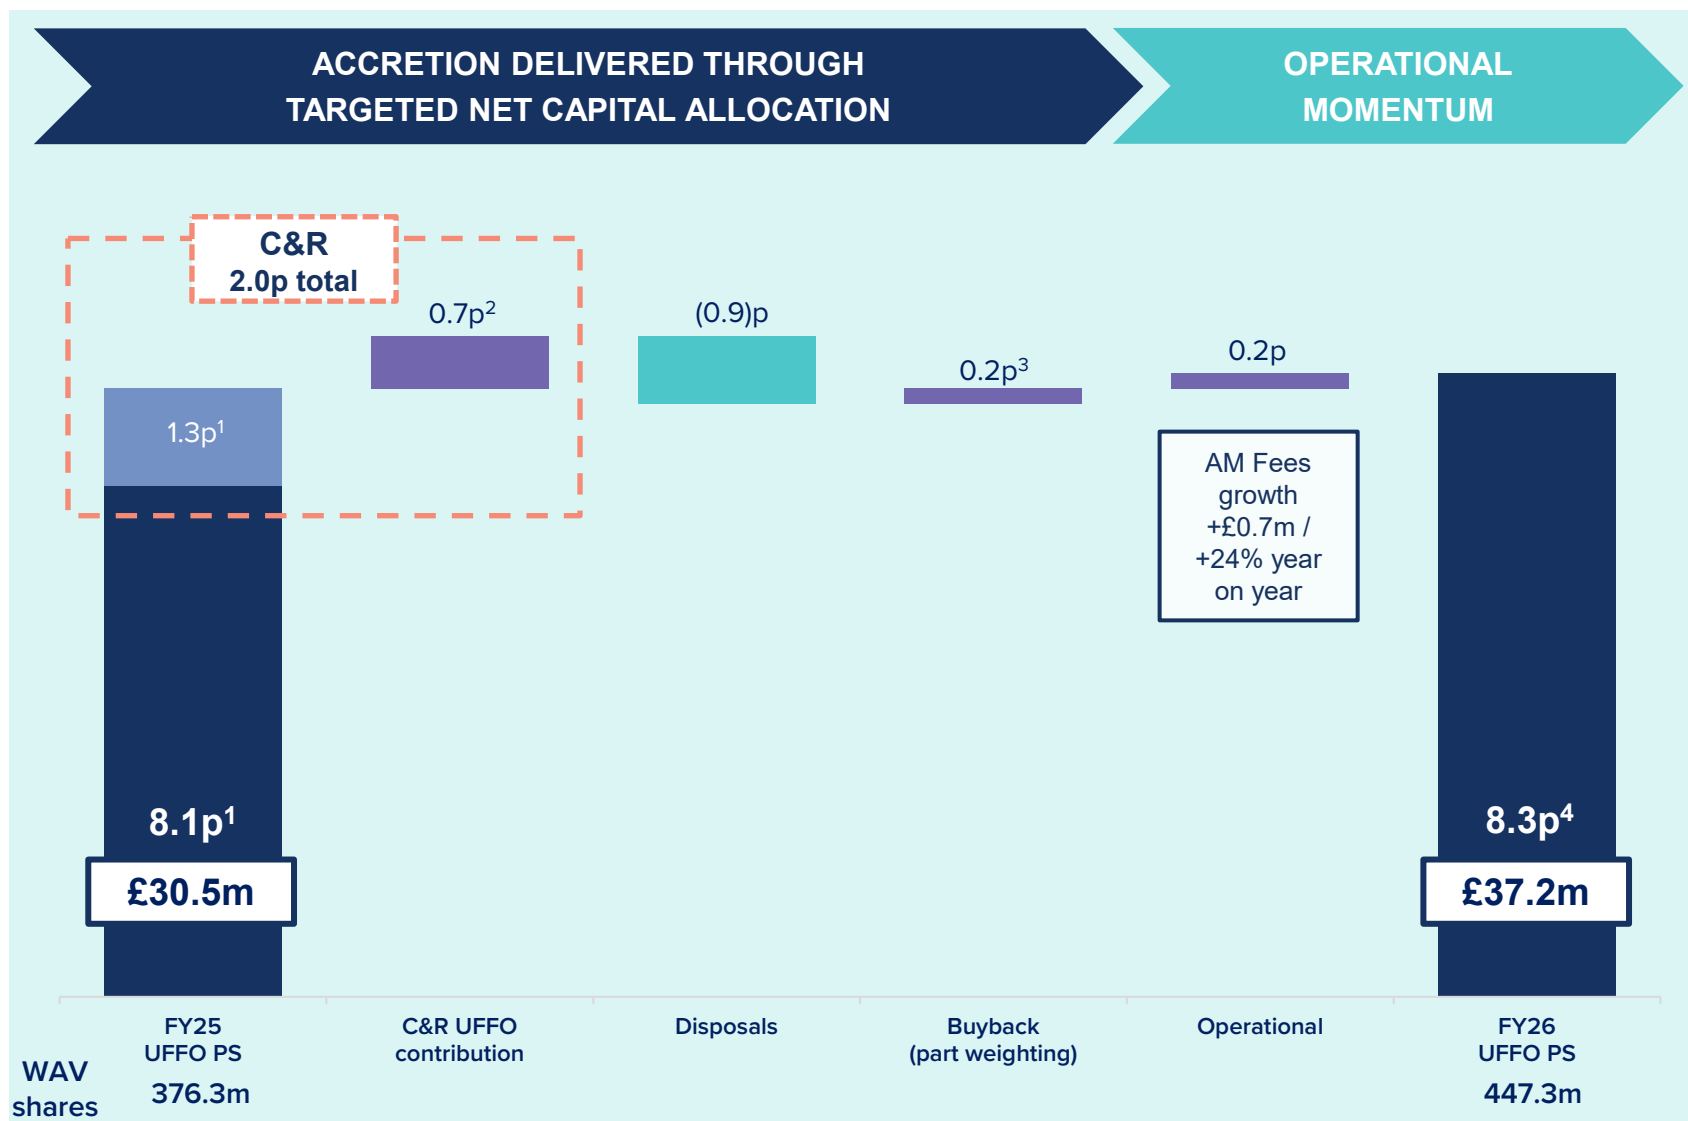 ACCRETION DELIVERED THROUGH
TARGETED NET CAPITAL ALLOCATION
OPERATIONAL
MOMENTUM
C&R
2.0p total
0.7p²
(0.9)p
0.2p³
0.2p
1.3p¹
AM Fees
growth
+£0.7m /
+24% year
on year
8.1p¹
£30.5m
8.3p⁴
£37.2m
FY25
UFFO PS
C&R UFFO
contribution
Disposals
Buyback
(part weighting)
Operational
FY26
UFFO PS
WAV
shares
376.3m
447.3m